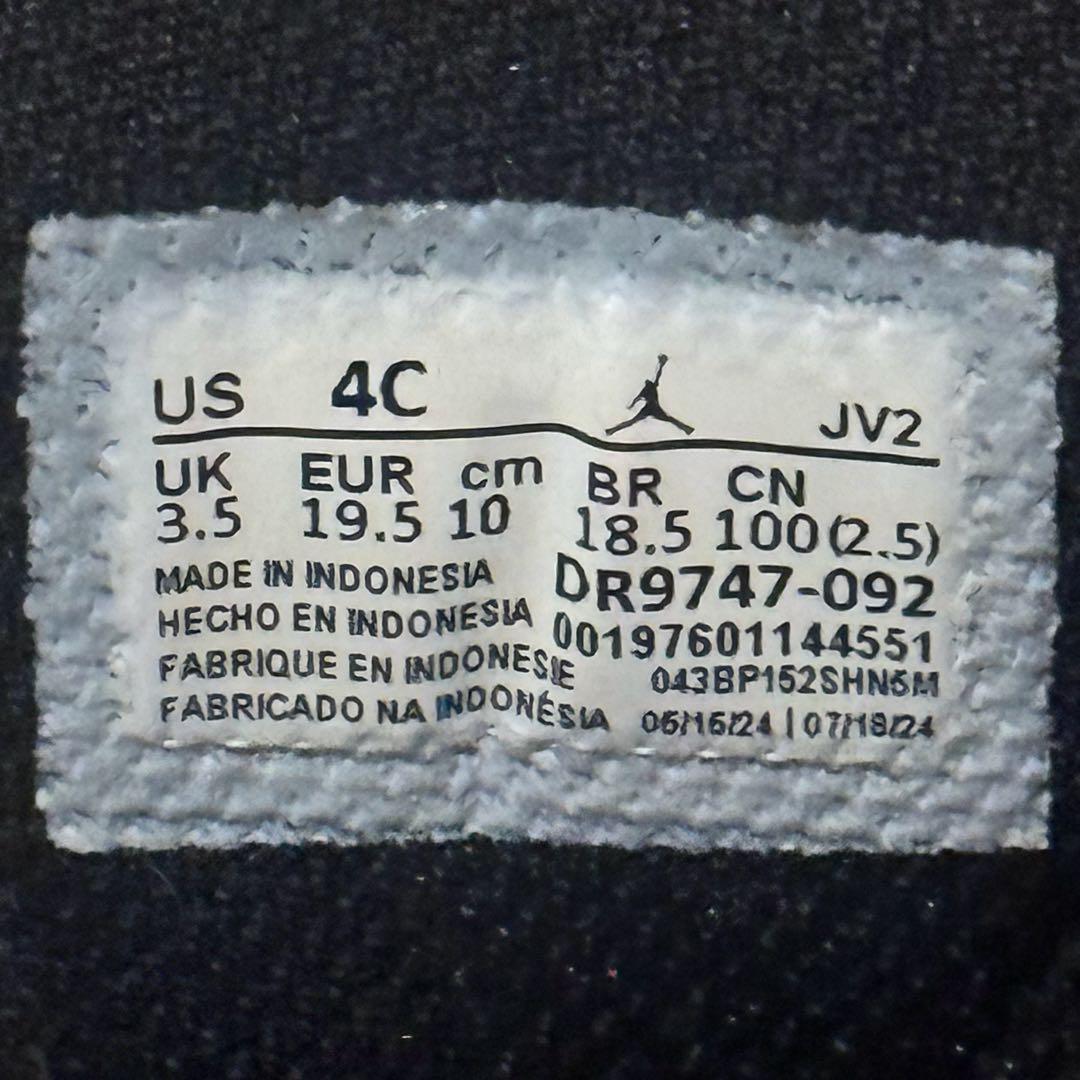 US 4C JV2
UK EUR cm BR CN
3.5 19.5 10 18.5 100(2.5)
MADE IN INDONESIA
HECHO EN INDONESIA
FABRIQUE EN INDONESIE
FABRICADO NA INDONÉSIA
DR9747-092
00197601144551
05/16/24 | 07/18/24